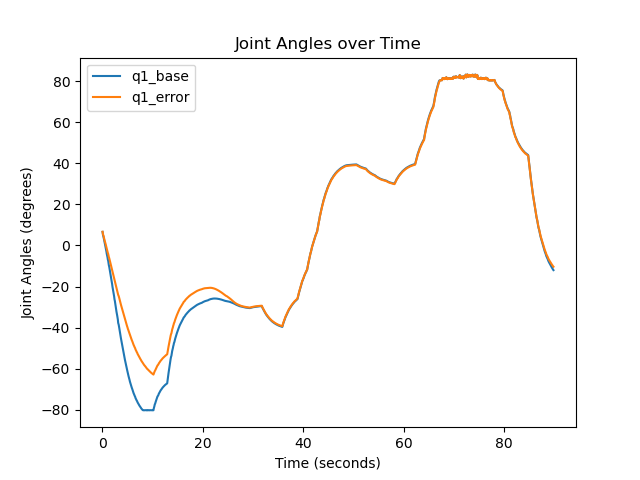 Joint Angles over Time
q1_base
q1_error
Joint Angles (degrees)
80
60
40
20
0
−20
−40
−60
−80
0
20
40
60
80
Time (seconds)